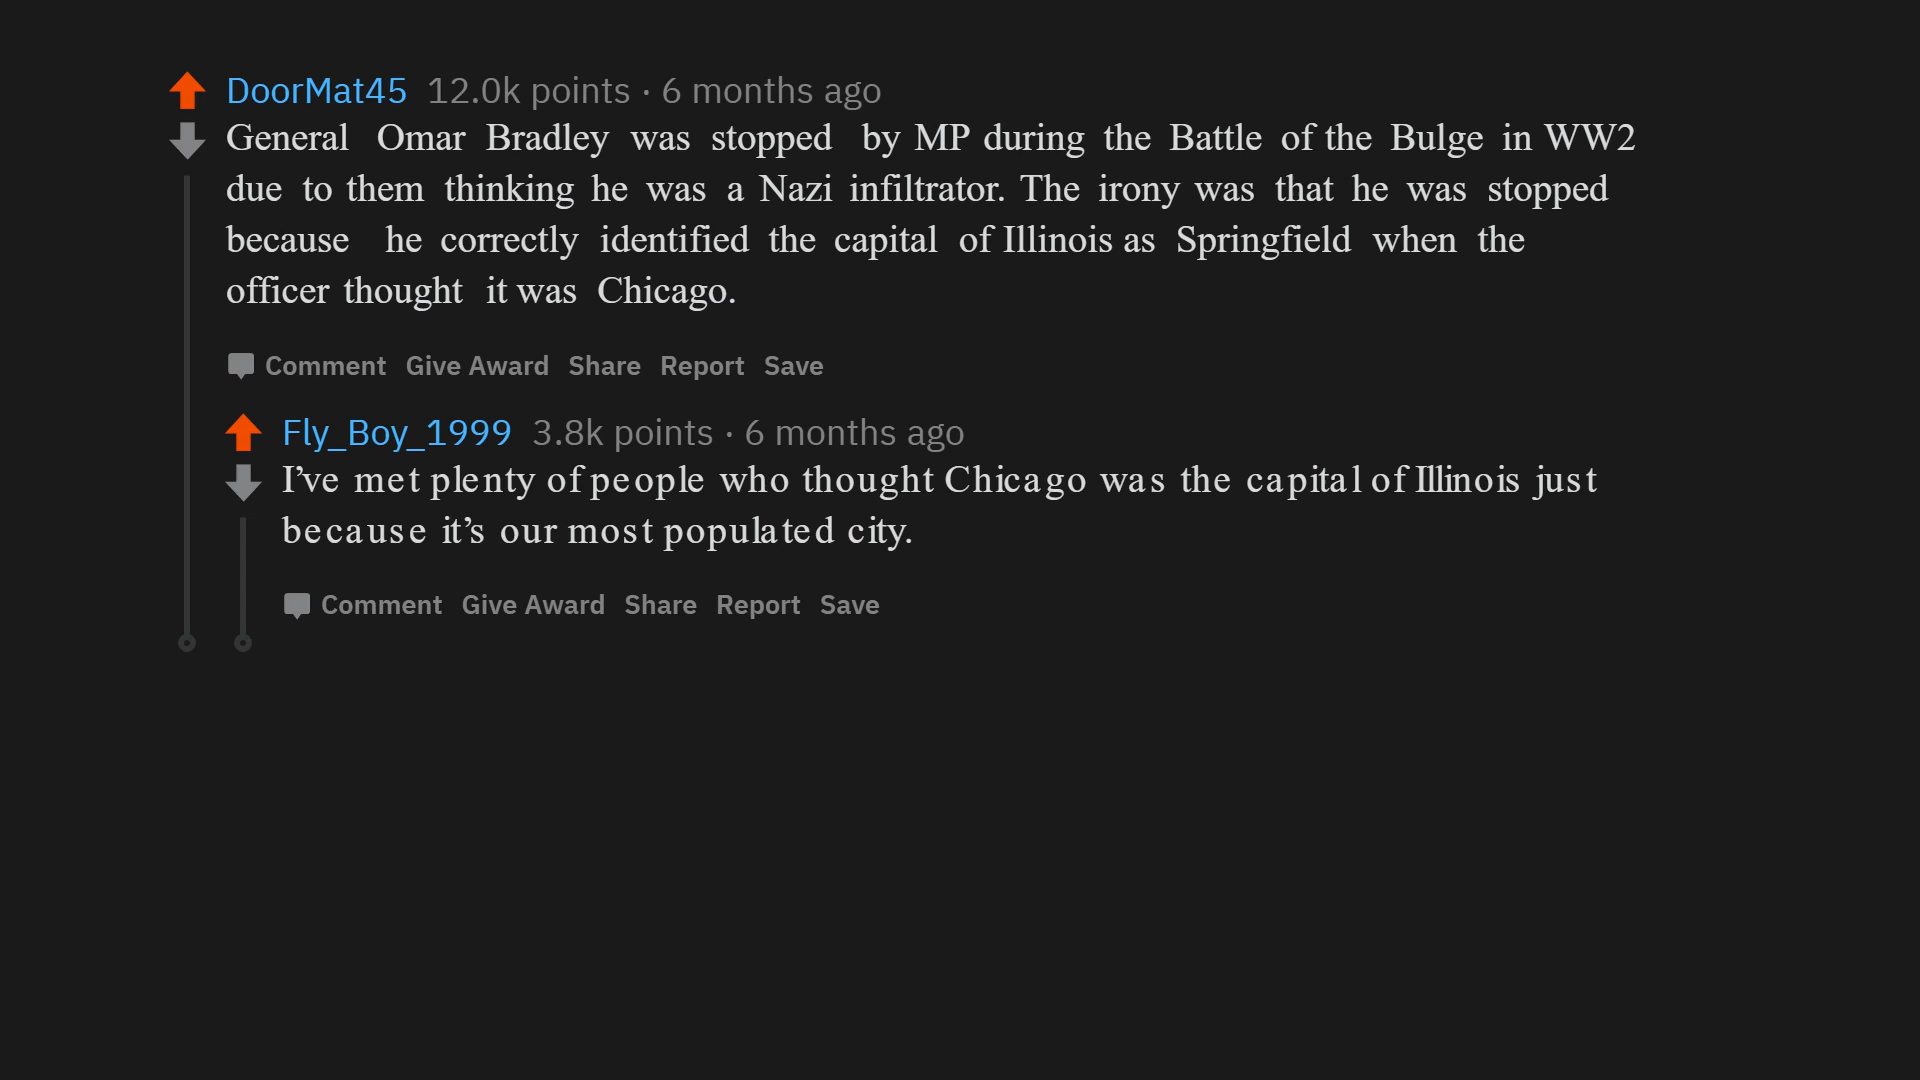 DoorMat45 12.0k points · 6 months ago
General Omar Bradley was stopped by MP during the Battle of the Bulge in WW2
due to them thinking he was a Nazi infiltrator. The irony was that he was stopped
because he correctly identified the capital of Illinois as Springfield when the
officer thought it was Chicago.
Comment Give Award Share Report Save
Fly_Boy_1999 3.8k points · 6 months ago
I’ve met plenty of people who thought Chicago was the capital of Illinois just
because it’s our most populated city.
Comment Give Award Share Report Save